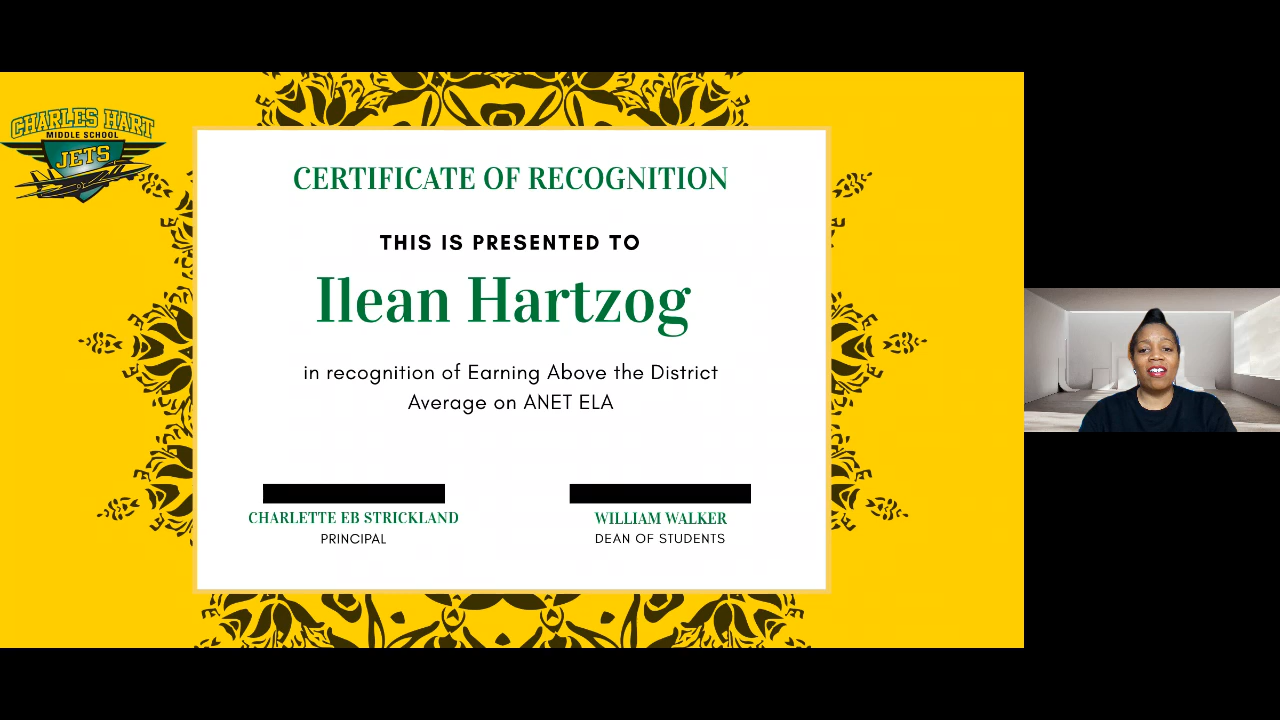 CHARLES HART
MIDDLE SCHOOL
JETS
CERTIFICATE OF RECOGNITION
THIS IS PRESENTED TO
Ilean Hartzog
in recognition of Earning Above the District
Average on ANET ELA
CHARLETTE EB STRICKLAND
PRINCIPAL
WILLIAM WALKER
DEAN OF STUDENTS